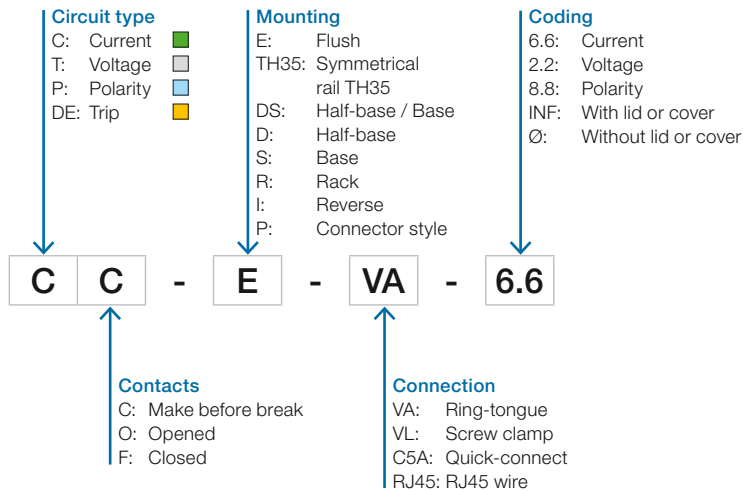 Circuit type
C: Current
T: Voltage
P: Polarity
DE: Trip
Mounting
E: Flush
TH35: Symmetrical
rail TH35
DS: Half-base / Base
D: Half-base
S: Base
R: Rack
I: Reverse
P: Connector style
Coding
6.6: Current
2.2: Voltage
8.8: Polarity
INF: With lid or cover
Ø: Without lid or cover
C C - E - VA - 6.6
Contacts
C: Make before break
O: Opened
F: Closed
Connection
VA: Ring-tongue
VL: Screw clamp
C5A: Quick-connect
RJ45: RJ45 wire